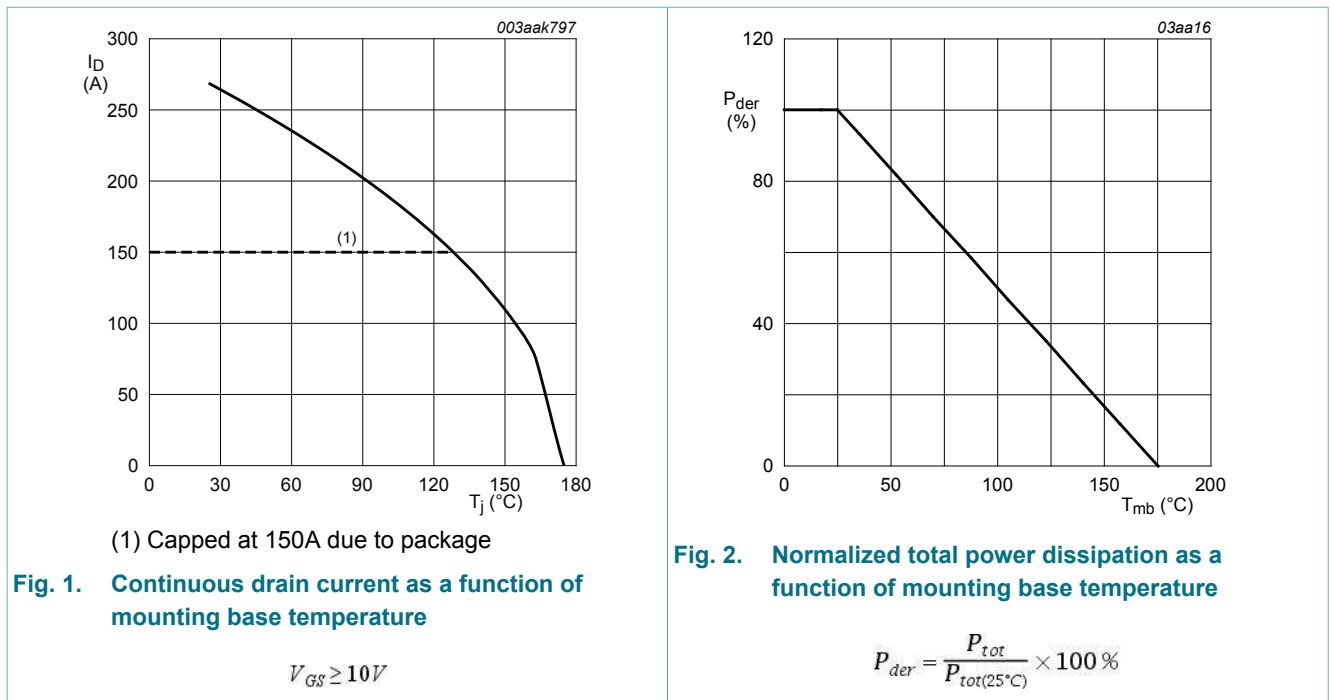 003aak797
300
I_D
(A)
250
200
150
(1)
100
50
0
0 30 60 90 120 150 180
T_j (°C)
(1) Capped at 150A due to package
Fig. 1. Continuous drain current as a function of
mounting base temperature
V_GS ≥ 10V
03aa16
120
P_der
(%)
80
40
0
0 50 100 150 200
T_mb (°C)
Fig. 2. Normalized total power dissipation as a
function of mounting base temperature
P_der = P_tot / P_tot(25°C) × 100 %